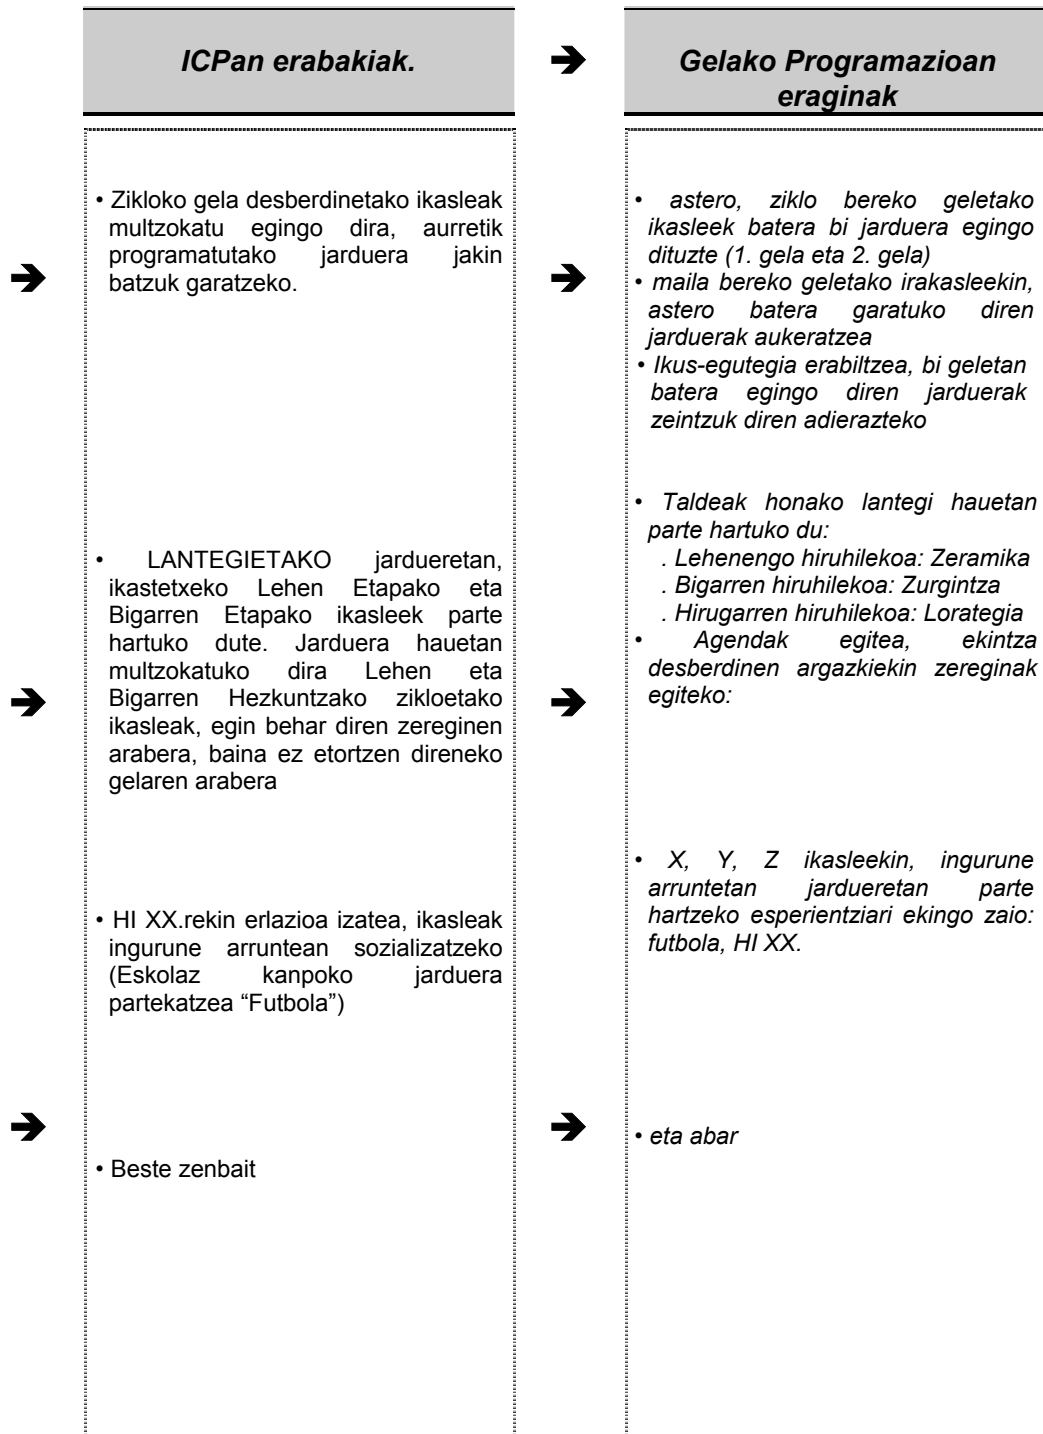 ICPan erabakiak.
Gelako Programazioan
eraginak
• Zikloko gela desberdinetako ikasleak
multzokatu egingo dira, aurretik
programatutako jarduera jakin
batzuk garatzeko.
• LANTEGIETAKO jardueretan,
ikastetxeko Lehen Etapako eta
Bigarren Etapako ikasleek parte
hartuko dute. Jarduera hauetan
multzokatuko dira Lehen eta
Bigarren Hezkuntzako zikloetako
ikasleak, egin behar diren zereginen
arabera, baina ez etortzen direneko
gelaren arabera
• HI XX.rekin erlazioa izatea, ikasleak
ingurune arruntean sozializatzeko
(Eskolaz kanpoko jarduera
partekatzea “Futbola”)
• Beste zenbait
• astero, ziklo bereko geletako
ikasleek batera bi jarduera egingo
dituzte (1. gela eta 2. gela)
• maila bereko geletako irakasleekin,
astero batera garatuko diren
jarduerak aukeratzea
• Ikus-egutegia erabiltzea, bi geletan
batera egingo diren jarduerak
zeintzuk diren adierazteko
• Taldeak honako lantegi hauetan
parte hartuko du:
. Lehenengo hiruhilekoa: Zeramika
. Bigarren hiruhilekoa: Zurgintza
. Hirugarren hiruhilekoa: Lorategia
• Agendak egitea, ekintza
desberdinen argazkiekin zereginak
egiteko:
• X, Y, Z ikasleekin, ingurune
arruntetan jardueretan parte
hartzeko esperientziari ekingo zaio:
futbola, HI XX.
• eta abar